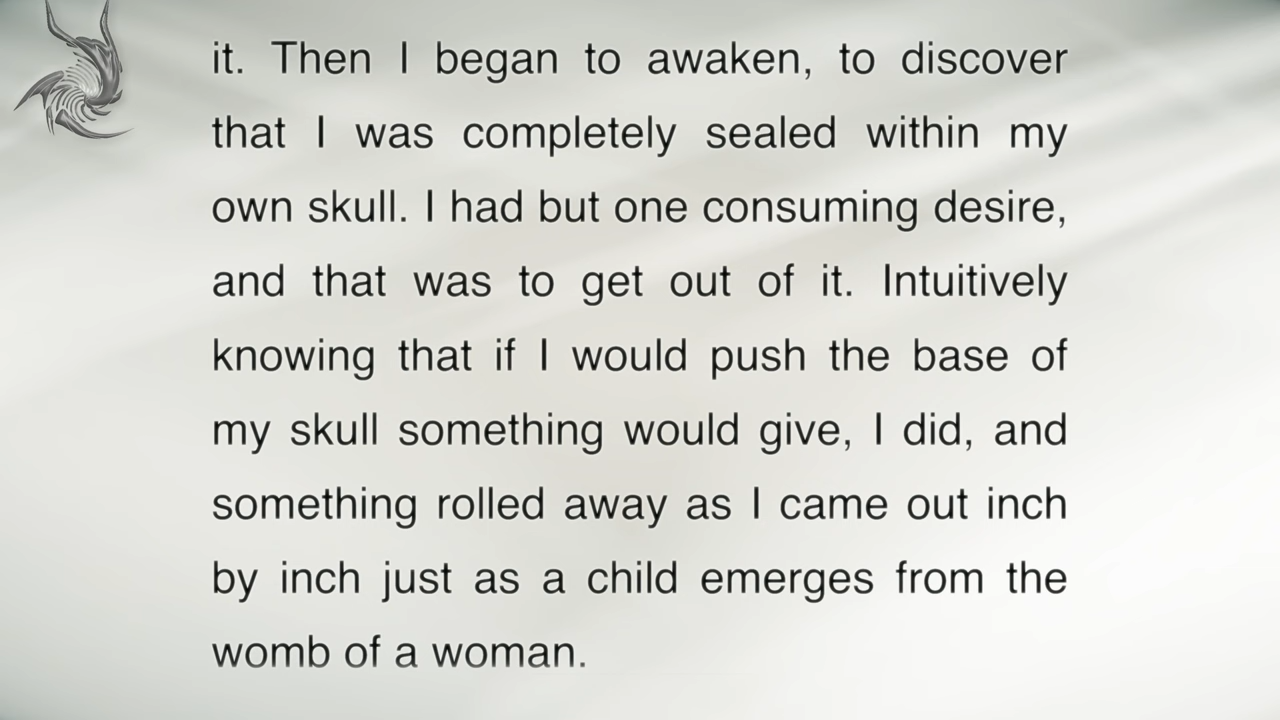 it. Then I began to awaken, to discover
that I was completely sealed within my
own skull. I had but one consuming desire,
and that was to get out of it. Intuitively
knowing that if I would push the base of
my skull something would give, I did, and
something rolled away as I came out inch
by inch just as a child emerges from the
womb of a woman.